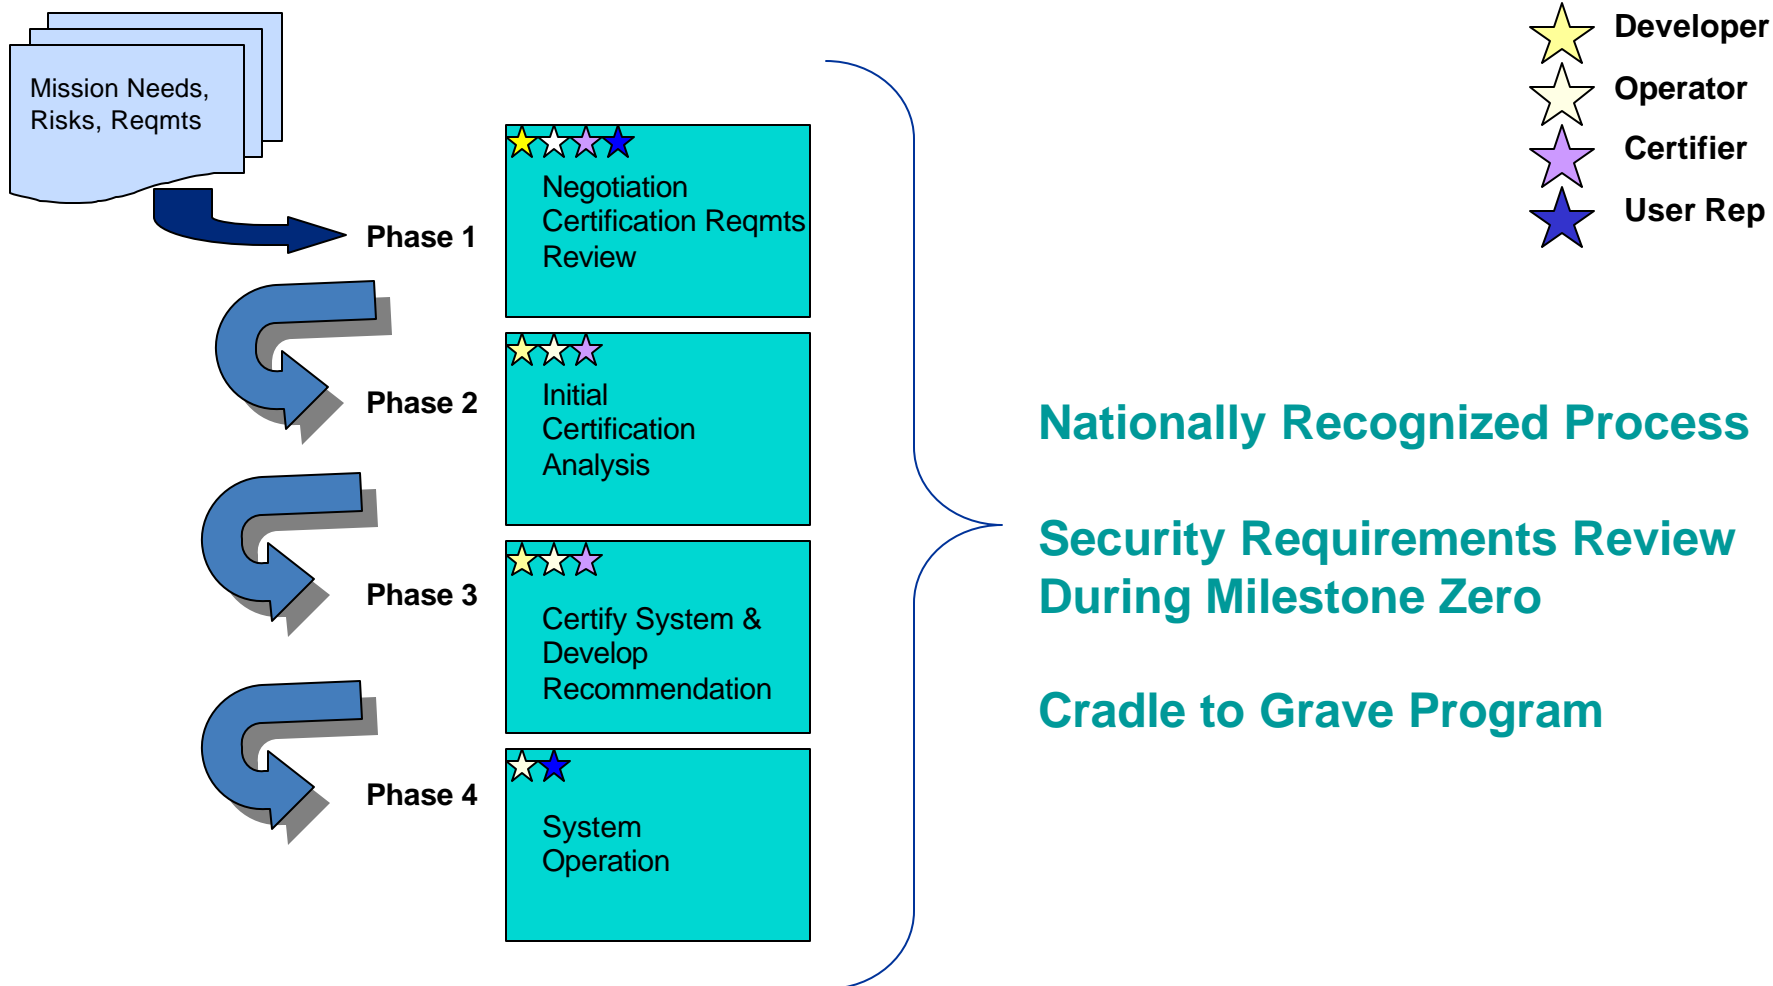 Mission Needs,
Risks, Reqmts
Developer
Operator
Certifier
User Rep
Phase 1
Negotiation
Certification Reqmts
Review
Phase 2
Initial
Certification
Analysis
Phase 3
Certify System &
Develop
Recommendation
Phase 4
System
Operation
Nationally Recognized Process
Security Requirements Review
During Milestone Zero
Cradle to Grave Program